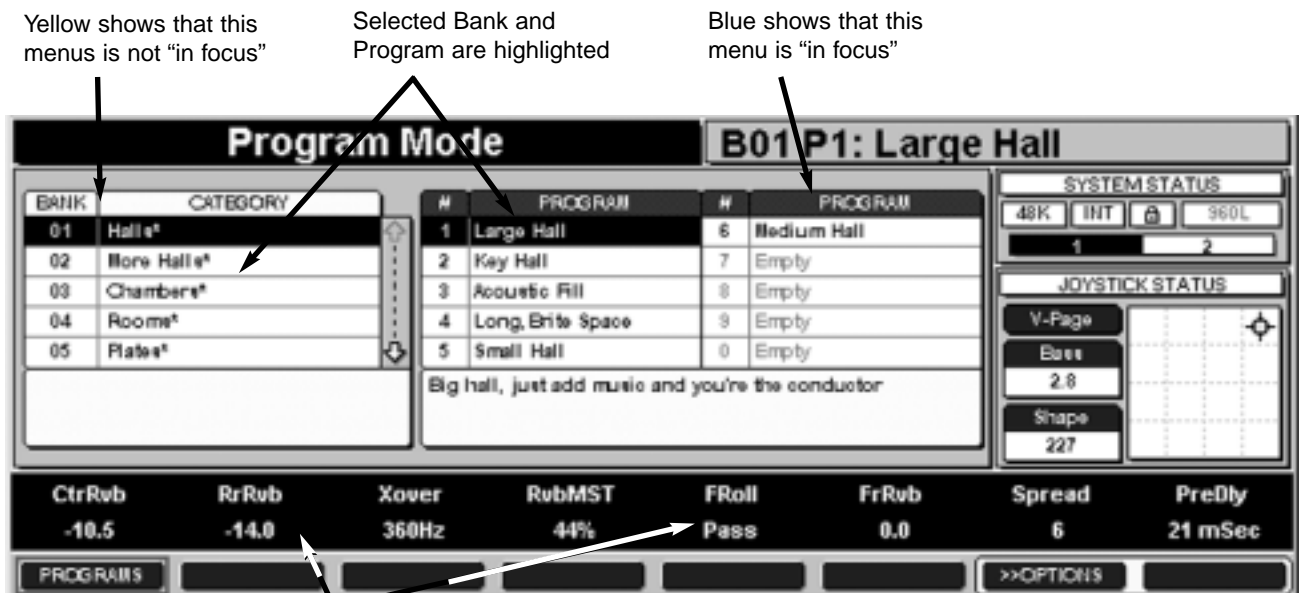 Yellow shows that this
menus is not “in focus”
Selected Bank and
Program are highlighted
Blue shows that this
menu is “in focus”
Program Mode
B01 P1: Large Hall
BANK CATEGORY
01 Halls*
02 More Halls*
03 Chambers*
04 Rooms*
05 Plates*
# PROGRAM # PROGRAM
1 Large Hall 6 Medium Hall
2 Key Hall 7 Empty
3 Acoustic Fill 8 Empty
4 Long, Brite Space 9 Empty
5 Small Hall 0 Empty
Big hall, just add music and you're the conductor
SYSTEM STATUS
48K INT 960L
1 2
JOYSTICK STATUS
V-Page
Bass
2.8
Shape
227
CtrRvb RrRvb Xover RvbMST FRoll FrRvb Spread PreDly
-10.5 -14.0 360Hz 44% Pass 0.0 6 21 mSec
PROGRAMS >>OPTIONS